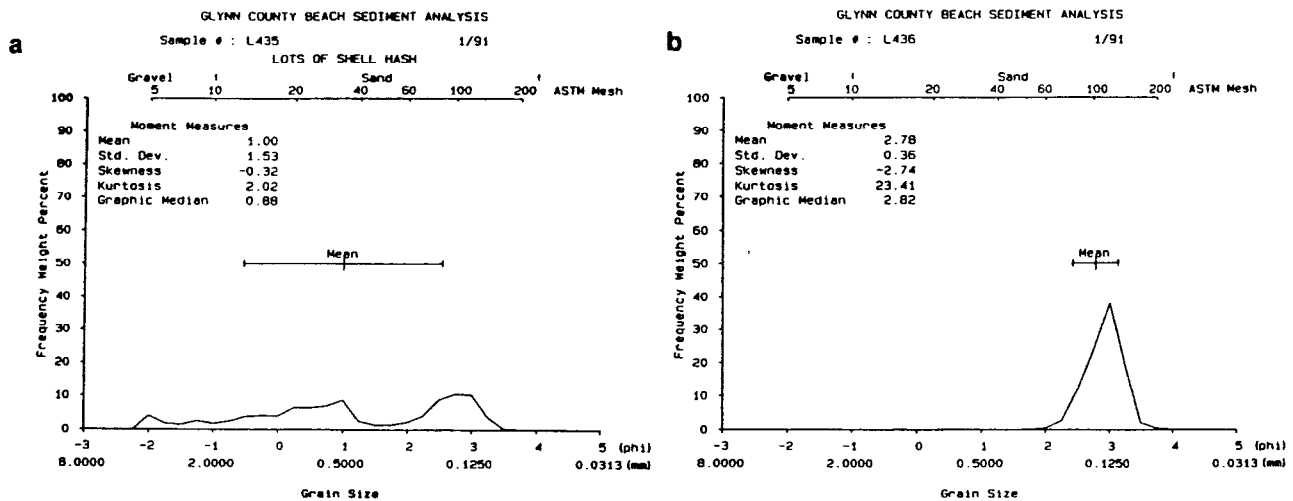 GLYNN COUNTY BEACH SEDIMENT ANALYSIS
a
Sample # : L435 1/91
LOTS OF SHELL HASH
Gravel Sand
5 10 20 40 60 100 200 ASTM Mesh
100
90
80
70
60
50
40
30
20
10
0
Frequency Weight Percent
Moment Measures
Mean 1.00
Std. Dev. 1.53
Skewness -0.32
Kurtosis 2.02
Graphic Median 0.88
Mean
-3 -2 -1 0 1 2 3 4 5 (phi)
8.0000 2.0000 0.5000 0.1250 0.0313 (mm)
Grain Size
GLYNN COUNTY BEACH SEDIMENT ANALYSIS
b
Sample # : L436 1/91
Gravel Sand
5 10 20 40 60 100 200 ASTM Mesh
100
90
80
70
60
50
40
30
20
10
0
Frequency Weight Percent
Moment Measures
Mean 2.78
Std. Dev. 0.36
Skewness -2.74
Kurtosis 23.41
Graphic Median 2.82
Mean
-3 -2 -1 0 1 2 3 4 5 (phi)
8.0000 2.0000 0.5000 0.1250 0.0313 (mm)
Grain Size